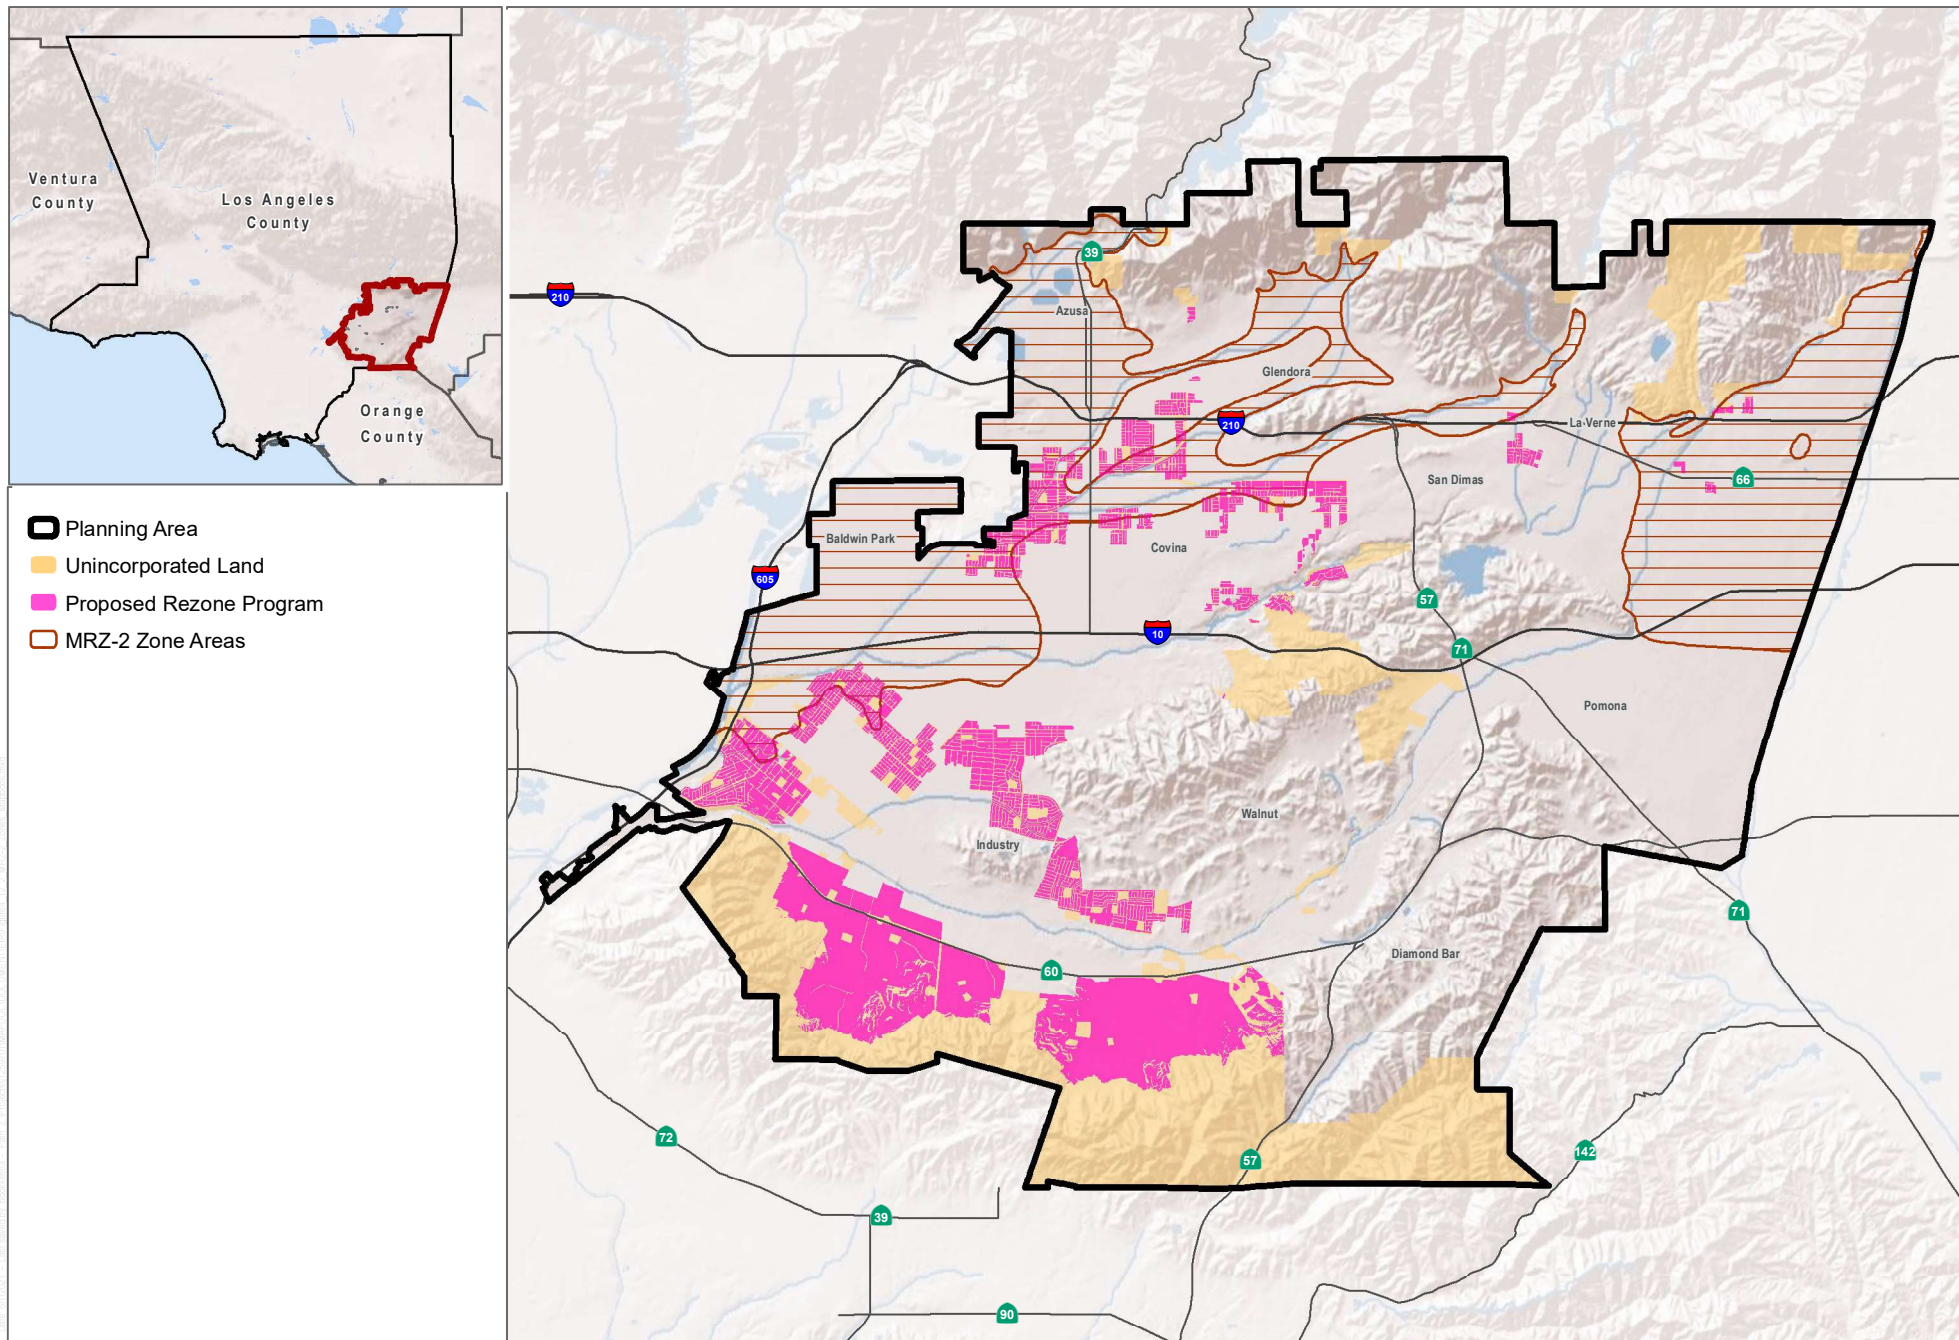 Ventura
County
Los Angeles
County
Orange
County
Planning Area
Unincorporated Land
Proposed Rezone Program
MRZ-2 Zone Areas
39
210
Azusa
Glendora
210
La Verne
San Dimas
66
Baldwin Park
Covina
605
57
10
71
Pomona
Walnut
Industry
71
Diamond Bar
60
72
142
57
39
90